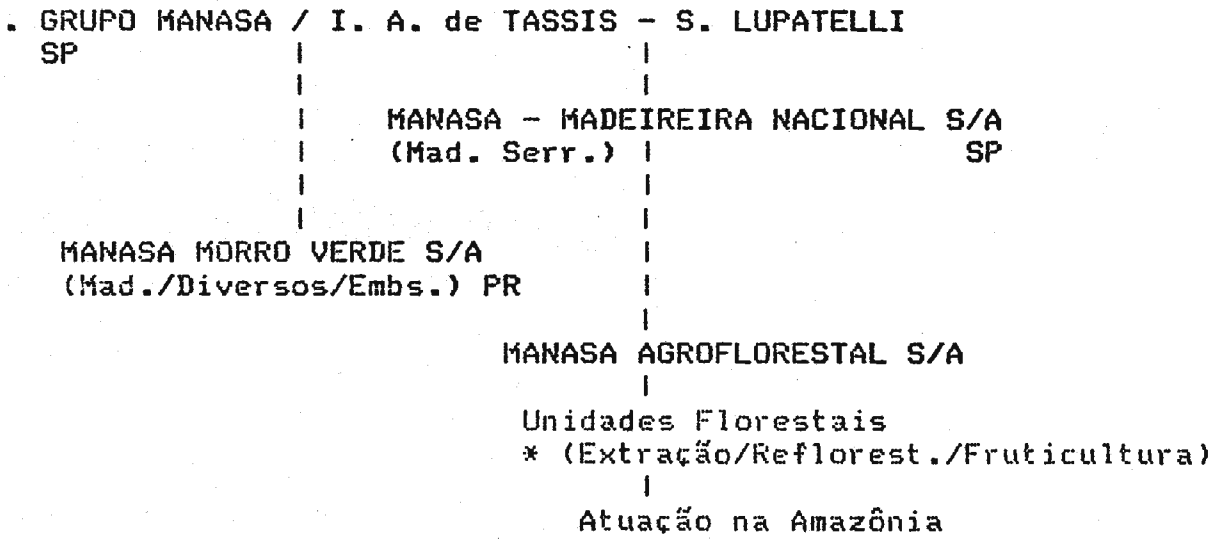 . GRUPO MANASA / I. A. de TASSIS - S. LUPATELLI
SP
MANASA - MADEIREIRA NACIONAL S/A
(Mad. Serr.) SP
MANASA MORRO VERDE S/A
(Mad./Diversos/Embs.) PR
MANASA AGROFLORESTAL S/A
Unidades Florestais
* (Extração/Reflorest./Fruticultura)
Atuação na Amazônia